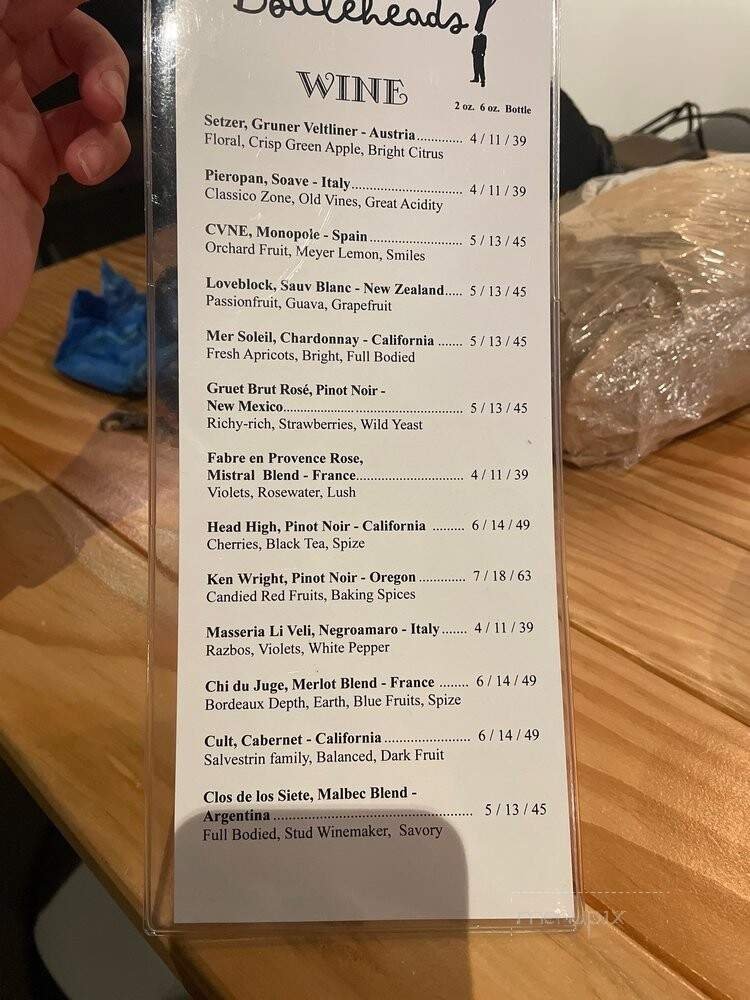 Bottleheads
WINE
2 oz. 6 oz. Bottle
Setzer, Gruner Veltliner - Austria............ 4 / 11 / 39
Floral, Crisp Green Apple, Bright Citrus
Pieropan, Soave - Italy............................ 4 / 11 / 39
Classico Zone, Old Vines, Great Acidity
CVNE, Monopole - Spain........................ 5 / 13 / 45
Orchard Fruit, Meyer Lemon, Smiles
Loveblock, Sauv Blanc - New Zealand..... 5 / 13 / 45
Passionfruit, Guava, Grapefruit
Mer Soleil, Chardonnay - California ....... 5 / 13 / 45
Fresh Apricots, Bright, Full Bodied
Gruet Brut Rosé, Pinot Noir -
New Mexico.............................................. 5 / 13 / 45
Richy-rich, Strawberries, Wild Yeast
Fabre en Provence Rose,
Mistral Blend - France............................ 4 / 11 / 39
Violets, Rosewater, Lush
Head High, Pinot Noir - California ......... 6 / 14 / 49
Cherries, Black Tea, Spize
Ken Wright, Pinot Noir - Oregon ............. 7 / 18 / 63
Candied Red Fruits, Baking Spices
Masseria Li Veli, Negroamaro - Italy....... 4 / 11 / 39
Razbos, Violets, White Pepper
Chi du Juge, Merlot Blend - France ........ 6 / 14 / 49
Bordeaux Depth, Earth, Blue Fruits, Spize
Cult, Cabernet - California ....................... 6 / 14 / 49
Salvestrin family, Balanced, Dark Fruit
Clos de los Siete, Malbec Blend -
Argentina .................................................... 5 / 13 / 45
Full Bodied, Stud Winemaker, Savory
menupix